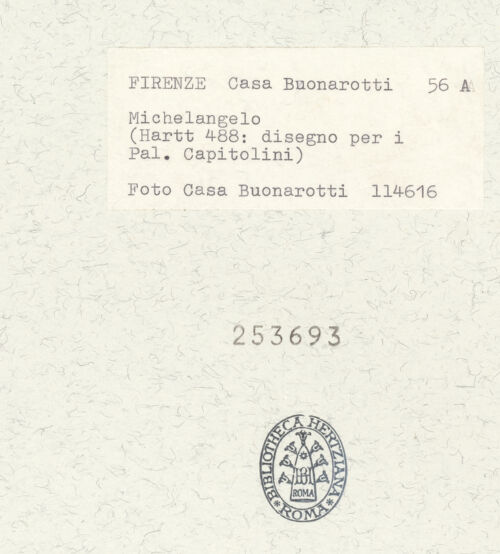 FIRENZE Casa Buonarotti 56 A
Michelangelo
(Hartt 488: disegno per i
Pal. Capitolini)
Foto Casa Buonarotti 114616
253693
BIBLIOTHECA HERTZIANA
ROMA
BH
ROMA